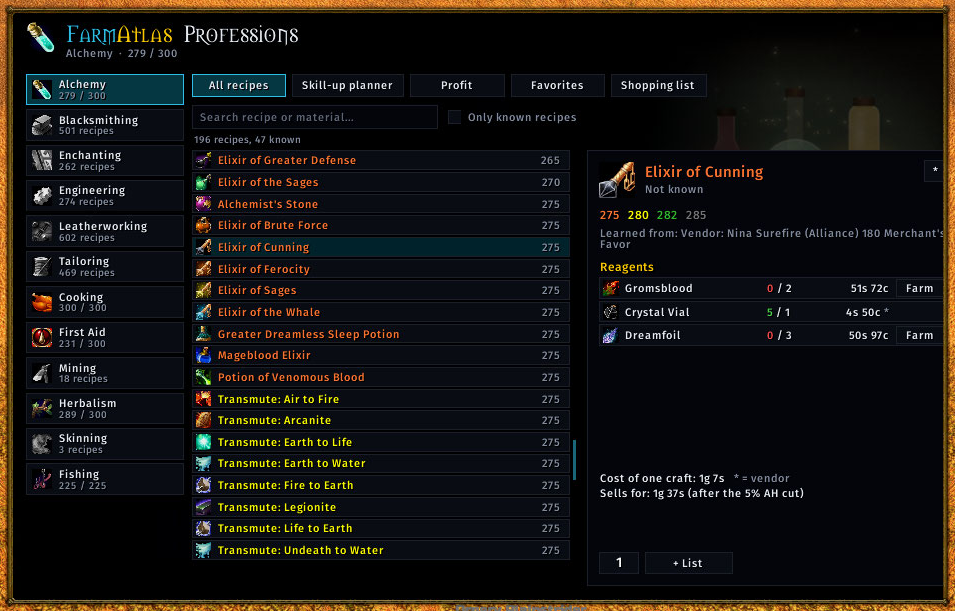 FarmAtlas Professions
Alchemy · 279 / 300
Alchemy
279 / 300
Blacksmithing
501 recipes
Enchanting
262 recipes
Engineering
274 recipes
Leatherworking
602 recipes
Tailoring
469 recipes
Cooking
300 / 300
First Aid
231 / 300
Mining
18 recipes
Herbalism
289 / 300
Skinning
3 recipes
Fishing
225 / 225
All recipes
Skill-up planner
Profit
Favorites
Shopping list
Search recipe or material...
Only known recipes
196 recipes, 47 known
Elixir of Greater Defense 265
Elixir of the Sages 270
Alchemist's Stone 275
Elixir of Brute Force 275
Elixir of Cunning 275
Elixir of Ferocity 275
Elixir of Sages 275
Elixir of the Whale 275
Greater Dreamless Sleep Potion 275
Mageblood Elixir 275
Potion of Venomous Blood 275
Transmute: Air to Fire 275
Transmute: Arcanite 275
Transmute: Earth to Life 275
Transmute: Earth to Water 275
Transmute: Fire to Earth 275
Transmute: Legionite 275
Transmute: Life to Earth 275
Transmute: Undeath to Water 275
Elixir of Cunning
*
Not known
275 280 282 285
Learned from: Vendor: Nina Surefire (Alliance) 180 Merchant's
Favor
Reagents
Gromsblood 0 / 2 51s 72c Farm
Crystal Vial 5 / 1 4s 50c *
Dreamfoil 0 / 3 50s 97c Farm
Cost of one craft: 1g 7s * = vendor
Sells for: 1g 37s (after the 5% AH cut)
1
+ List